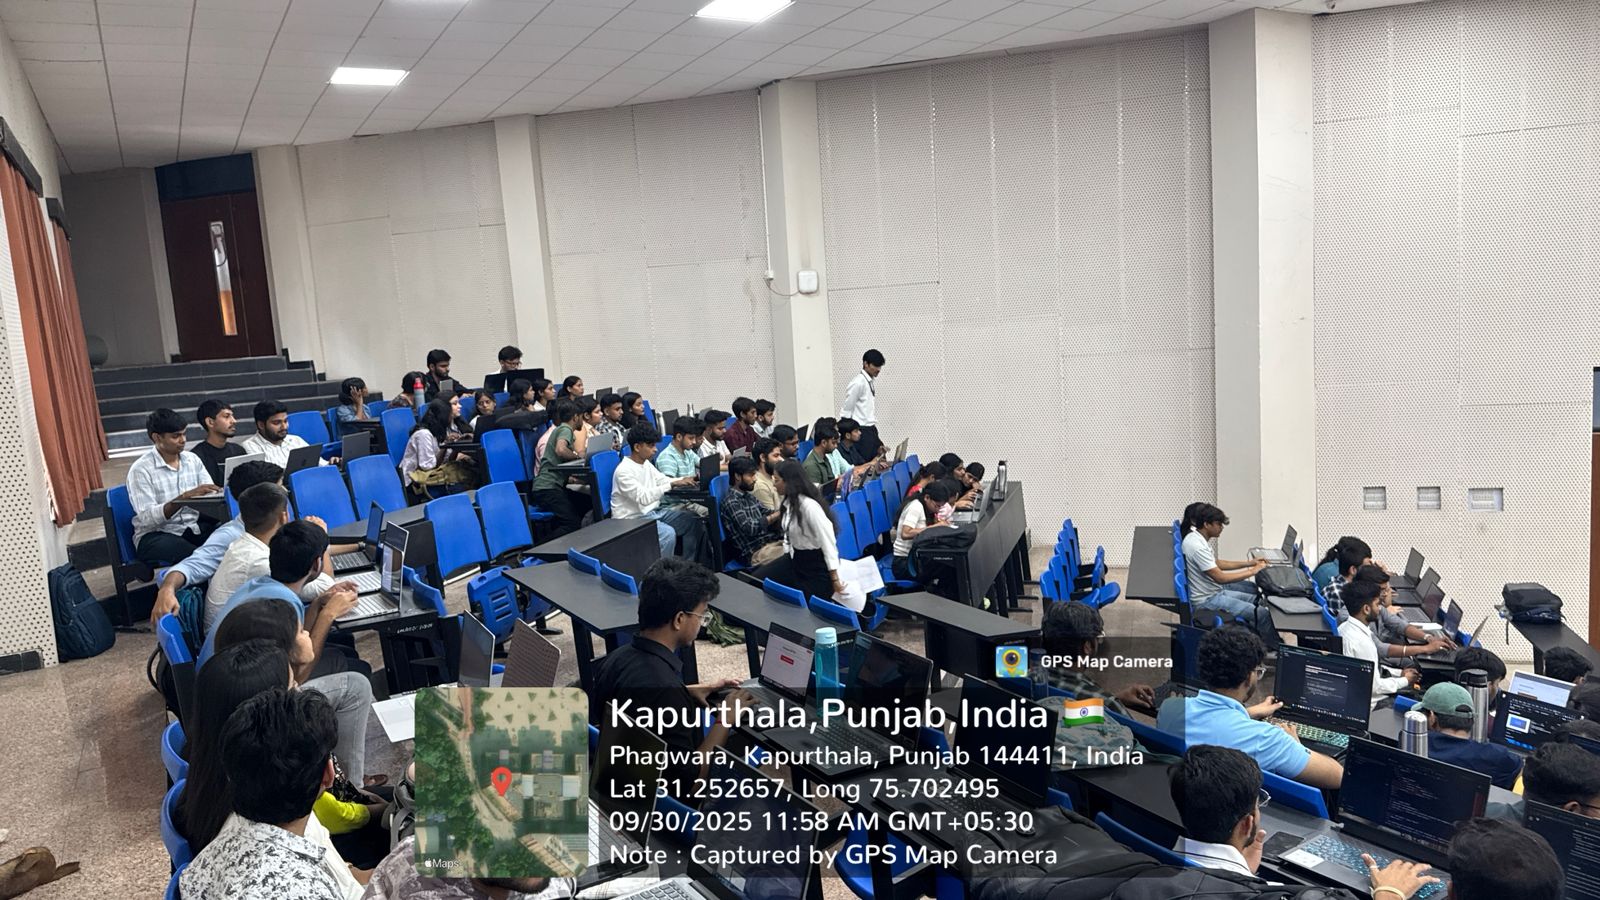 GPS Map Camera
Kapurthala,Punjab,India 🇮🇳
Phagwara, Kapurthala, Punjab 144411, India
Lat 31.252657, Long 75.702495
09/30/2025 11:58 AM GMT+05:30
Note : Captured by GPS Map Camera
Maps